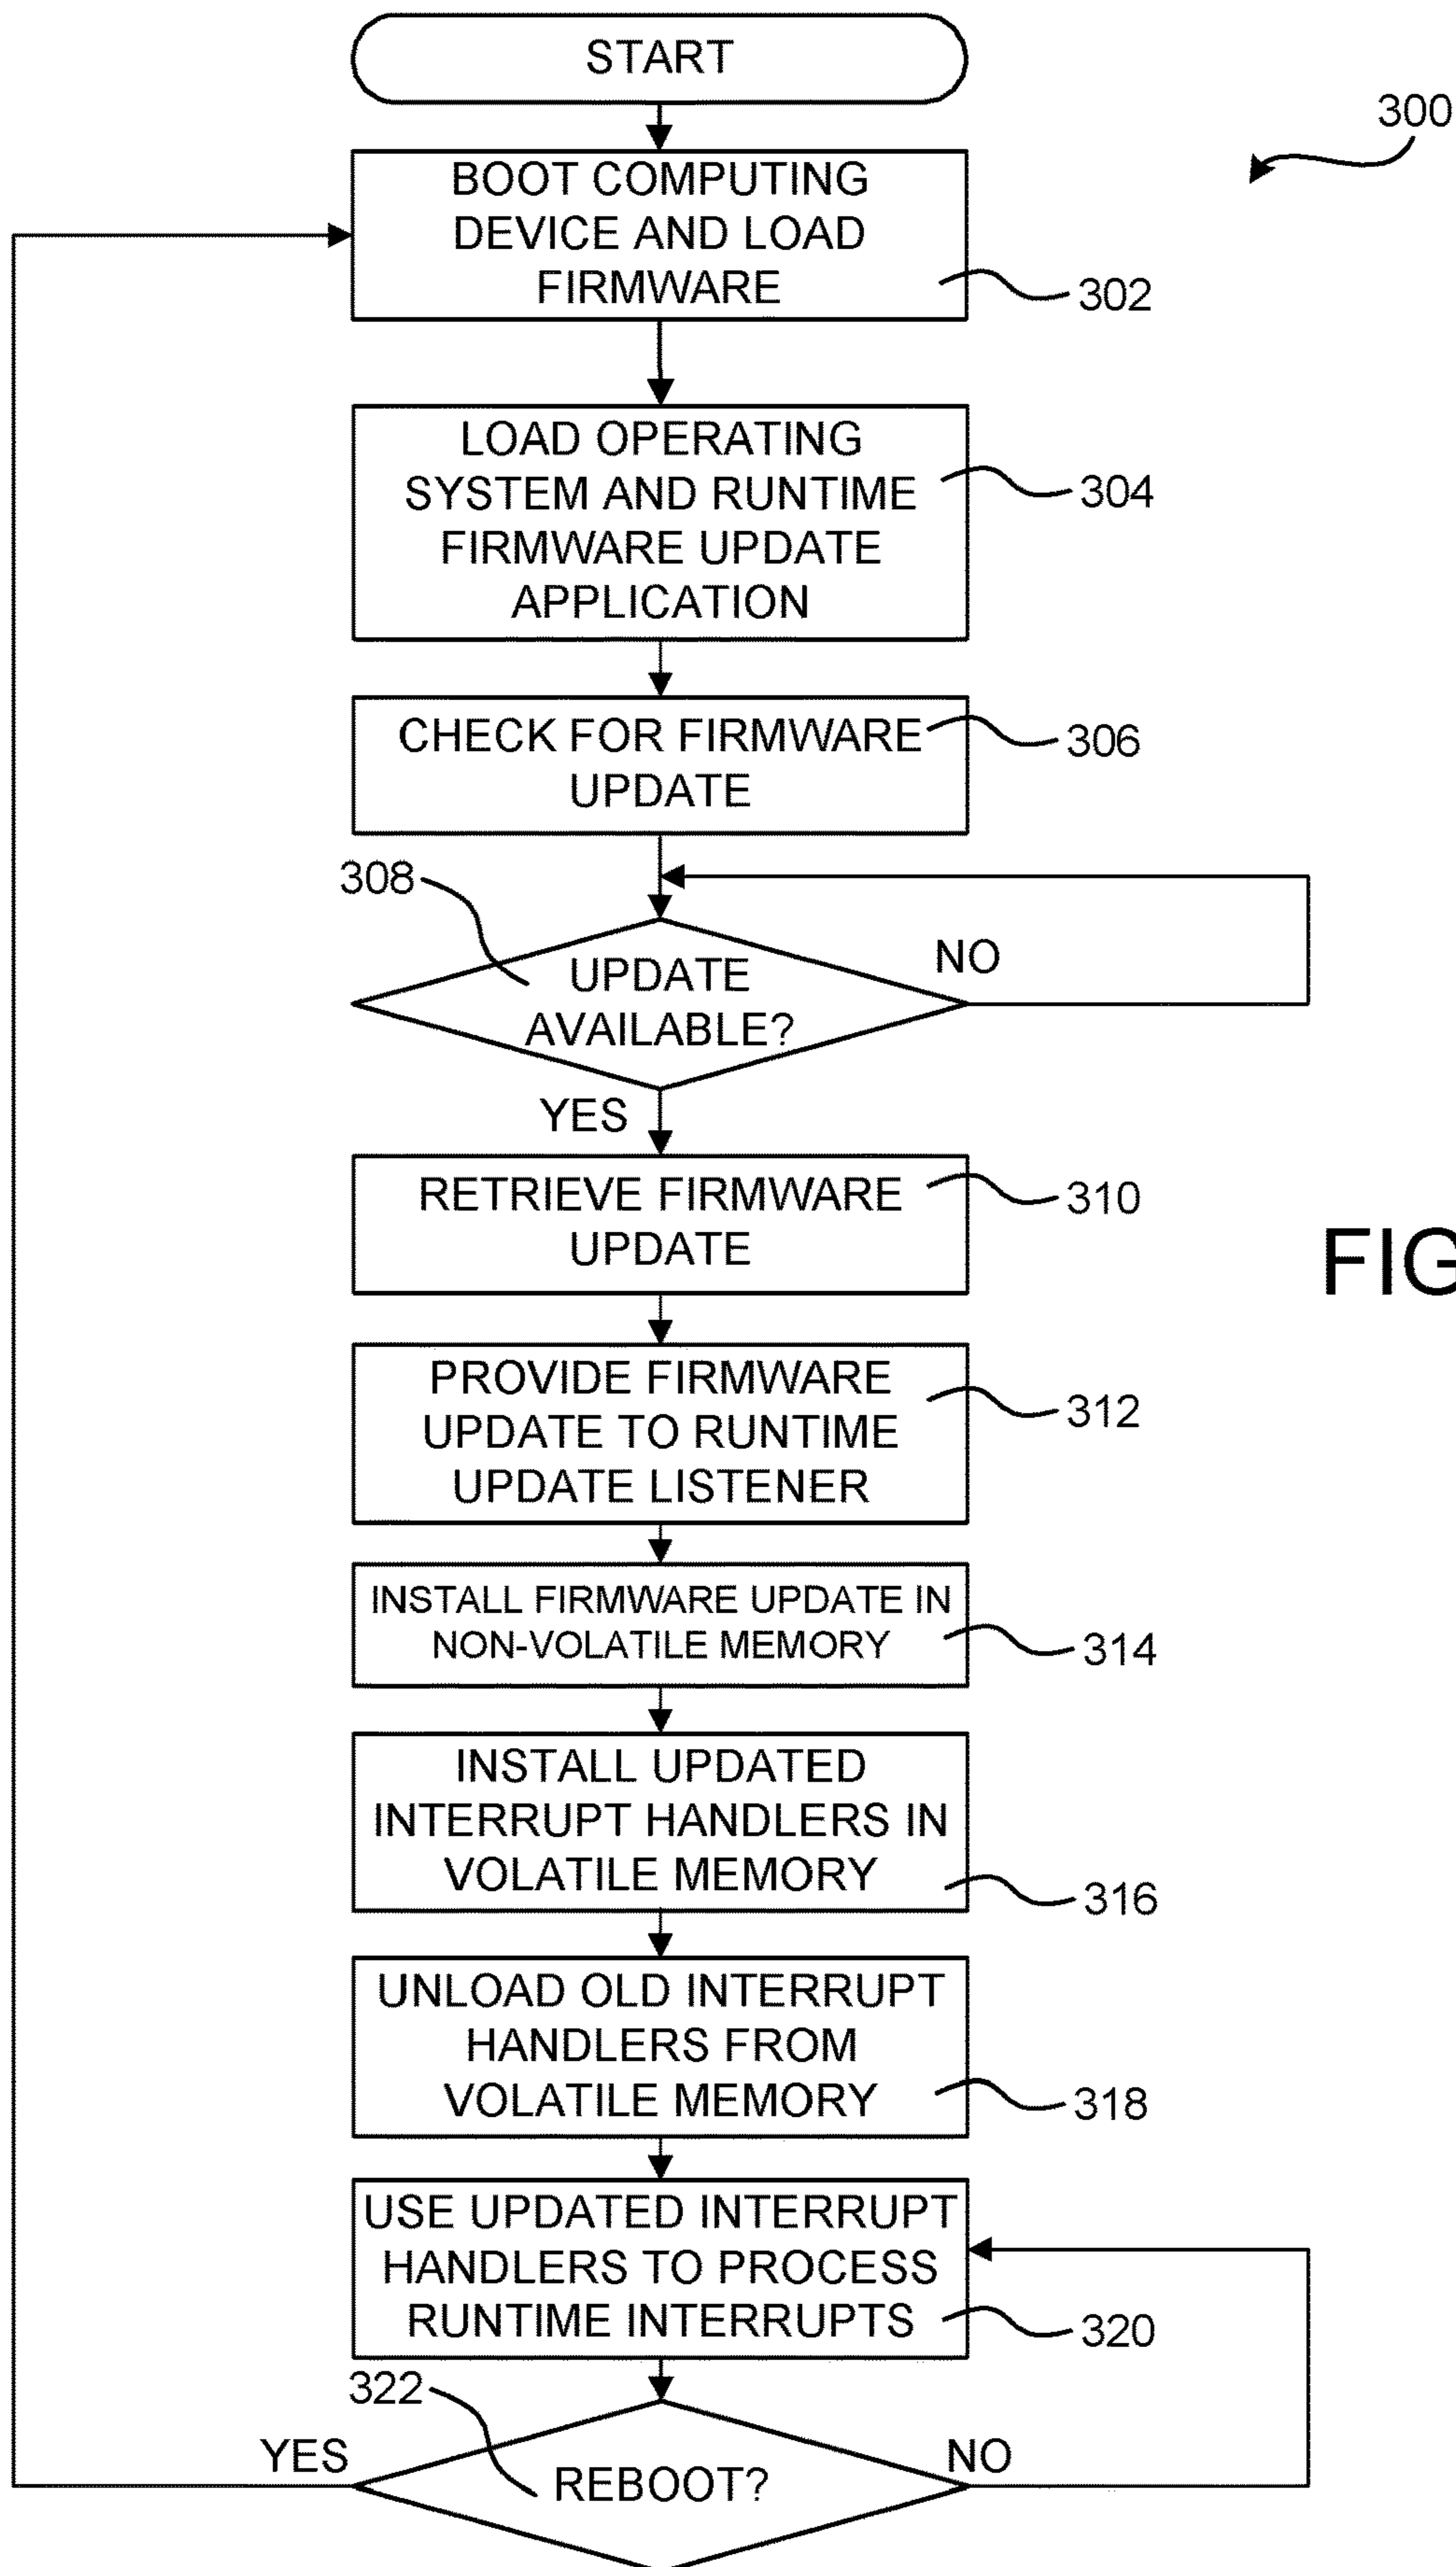 START
300
BOOT COMPUTING
DEVICE AND LOAD
FIRMWARE
302
LOAD OPERATING
SYSTEM AND RUNTIME
FIRMWARE UPDATE
APPLICATION
304
CHECK FOR FIRMWARE
UPDATE
306
308
UPDATE
AVAILABLE?
NO
YES
RETRIEVE FIRMWARE
UPDATE
310
FIG
PROVIDE FIRMWARE
UPDATE TO RUNTIME
UPDATE LISTENER
312
INSTALL FIRMWARE UPDATE IN
NON-VOLATILE MEMORY
314
INSTALL UPDATED
INTERRUPT HANDLERS IN
VOLATILE MEMORY
316
UNLOAD OLD INTERRUPT
HANDLERS FROM
VOLATILE MEMORY
318
USE UPDATED INTERRUPT
HANDLERS TO PROCESS
RUNTIME INTERRUPTS
320
322
YES
REBOOT?
NO